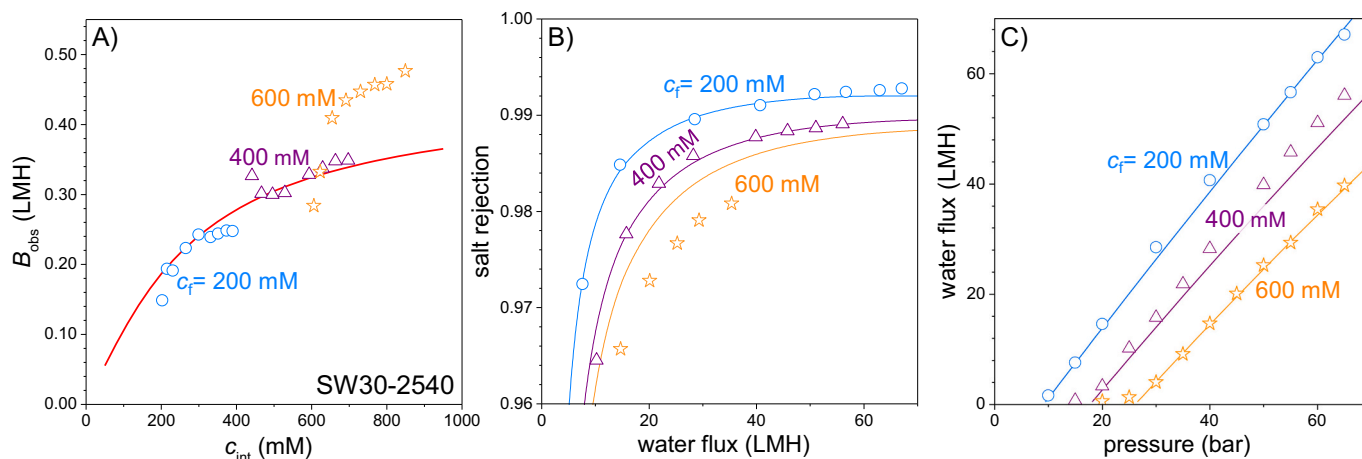 A)
B_obs (LMH)
0.50
0.40
0.30
0.20
0.10
0.00
600 mM
400 mM
c_f= 200 mM
SW30-2540
0 200 400 600 800 1000
c_int (mM)
B)
salt rejection
1.00
0.99
0.98
0.97
0.96
c_f= 200 mM
400 mM
600 mM
0 20 40 60
water flux (LMH)
C)
water flux (LMH)
60
40
20
0
c_f= 200 mM
400 mM
600 mM
0 20 40 60
pressure (bar)